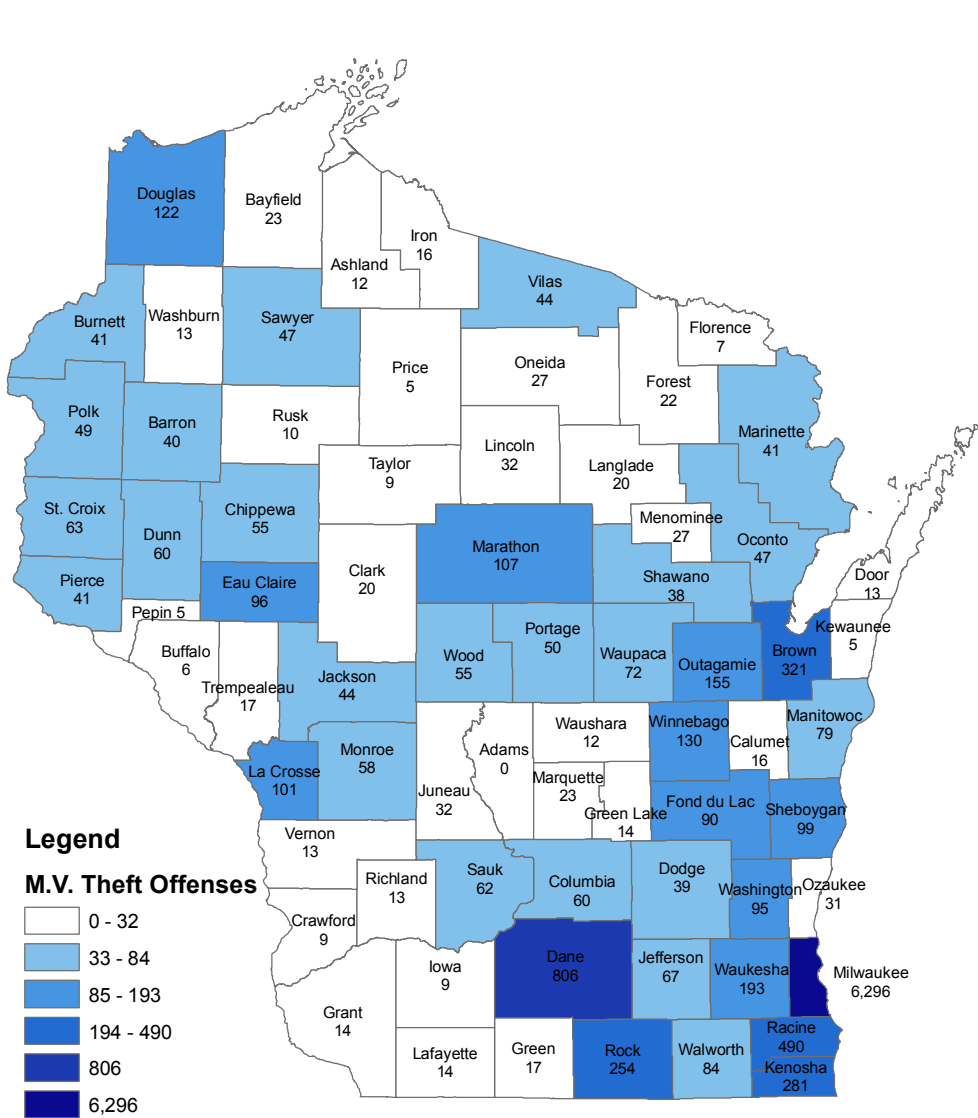 Douglas
122
Bayfield
23
Iron
16
Ashland
12
Vilas
44
Burnett
41
Washburn
13
Sawyer
47
Florence
7
Price
5
Oneida
27
Forest
22
Polk
49
Barron
40
Rusk
10
Marinette
41
Lincoln
32
Taylor
9
Langlade
20
St. Croix
63
Chippewa
55
Dunn
60
Menominee
27
Oconto
47
Marathon
107
Clark
20
Pierce
41
Eau Claire
96
Shawano
38
Door
13
Pepin 5
Kewaunee
5
Buffalo
6
Trempealeau
17
Jackson
44
Wood
55
Portage
50
Waupaca
72
Outagamie
155
Brown
321
Manitowoc
79
Waushara
12
Winnebago
130
Calumet
16
Monroe
58
La Crosse
101
Juneau
32
Adams
0
Marquette
23
Green Lake
14
Fond du Lac
90
Sheboygan
99
Vernon
13
Richland
13
Sauk
62
Columbia
60
Dodge
39
Washington
95
Ozaukee
31
Crawford
9
Iowa
9
Dane
806
Jefferson
67
Waukesha
193
Milwaukee
6,296
Grant
14
Lafayette
14
Green
17
Rock
254
Walworth
84
Racine
490
Kenosha
281
Legend
M.V. Theft Offenses
0 - 32
33 - 84
85 - 193
194 - 490
806
6,296